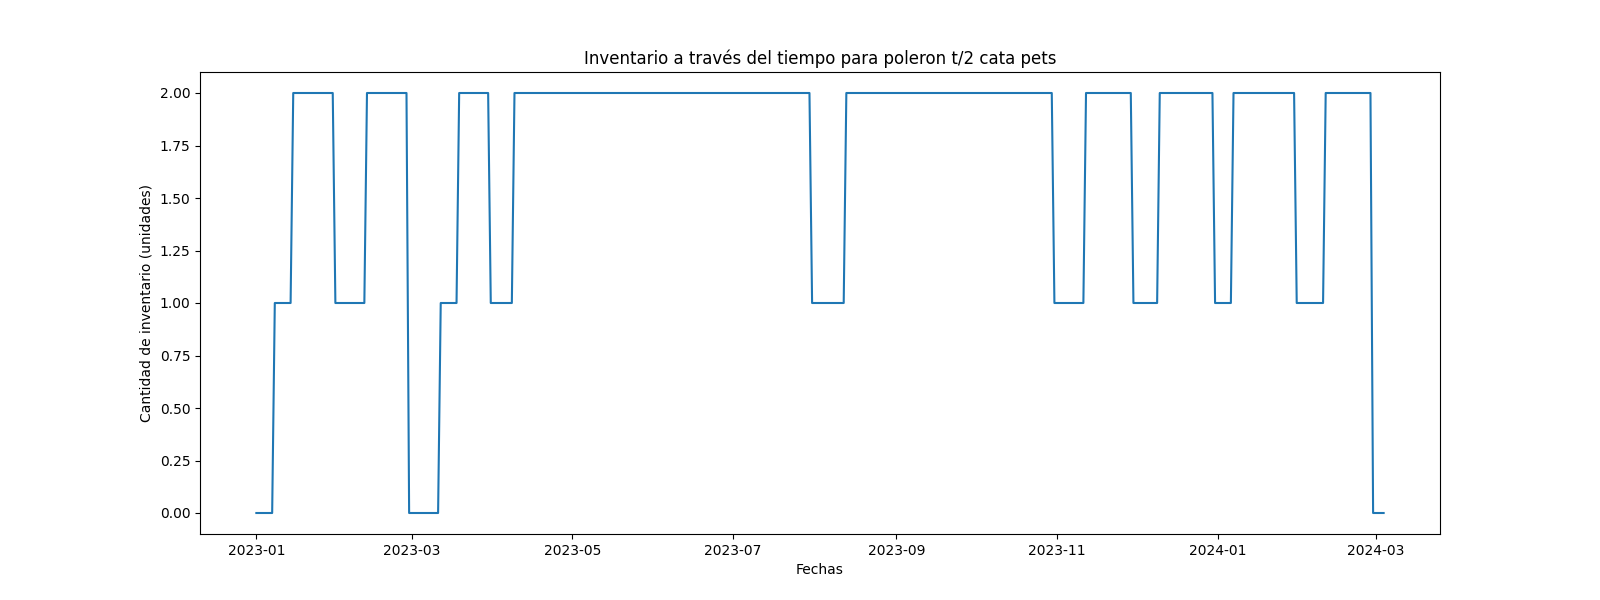 Inventario a través del tiempo para poleron t/2 cata pets
Cantidad de inventario (unidades)
2.00
1.75
1.50
1.25
1.00
0.75
0.50
0.25
0.00
2023-01 2023-03 2023-05 2023-07 2023-09 2023-11 2024-01 2024-03
Fechas